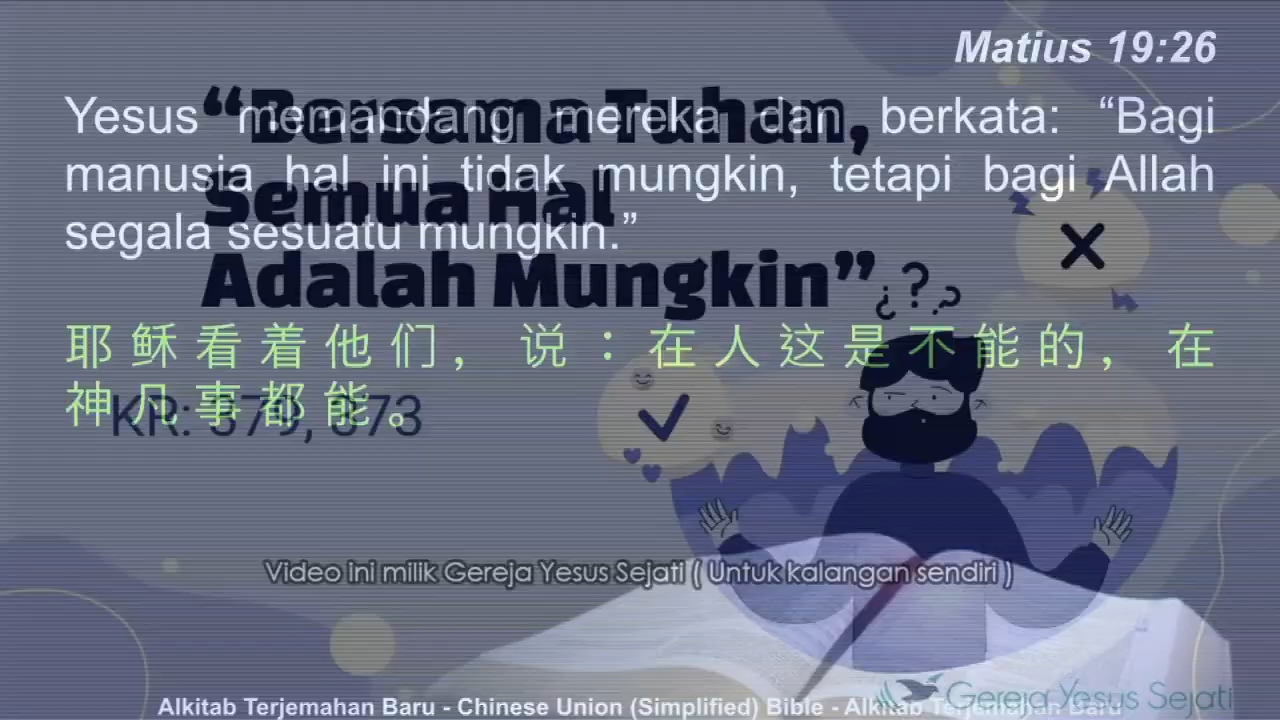 Matius 19:26
Yesus memandang mereka dan berkata: “Bagi
manusia hal ini tidak mungkin, tetapi bagi Allah
segala sesuatu mungkin.”
“Bersama Tuhan,
Semua Hal
Adalah Mungkin”
耶稣看着他们，说：在人这是不能的，在
神凡事都能。
KR: 379, 373
Video ini milik Gereja Yesus Sejati ( Untuk kalangan sendiri )
Gereja Yesus Sejati
Alkitab Terjemahan Baru - Chinese Union (Simplified) Bible - Alkitab Terjemahan Baru